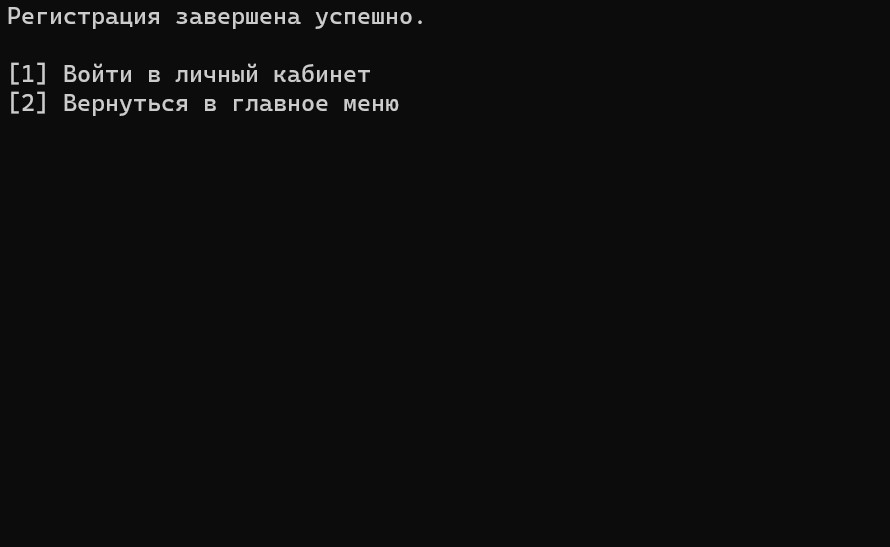 Регистрация завершена успешно.
[1] Войти в личный кабинет
[2] Вернуться в главное меню